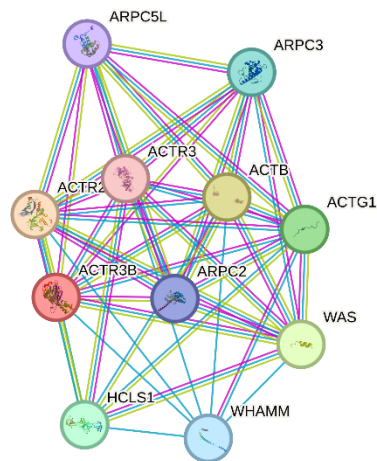 ARPC5L
ARPC3
ACTR3
ACTB
ACTR2
ACTG1
ACTR3B
ARPC2
WAS
HCLS1
WHAMM